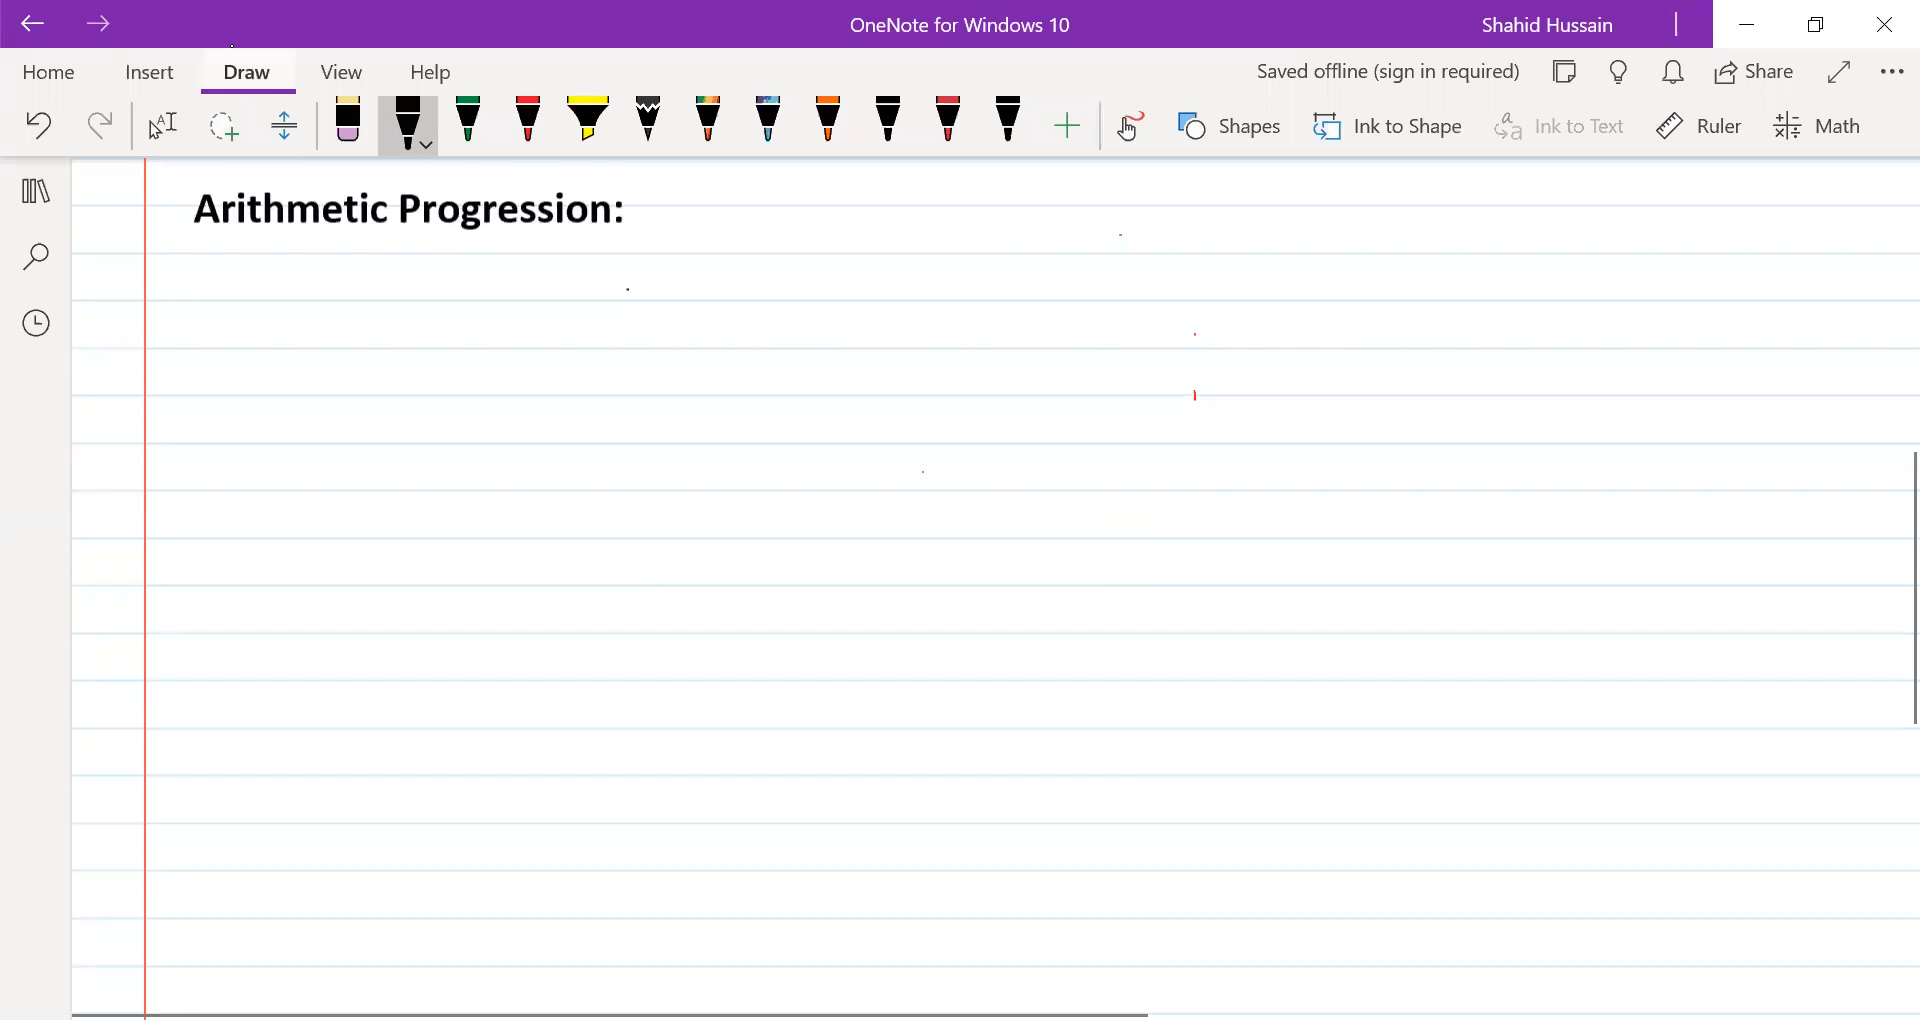 OneNote for Windows 10
Shahid Hussain
Home Insert Draw View Help
Saved offline (sign in required) Share
Shapes Ink to Shape Ink to Text Ruler Math
Arithmetic Progression: